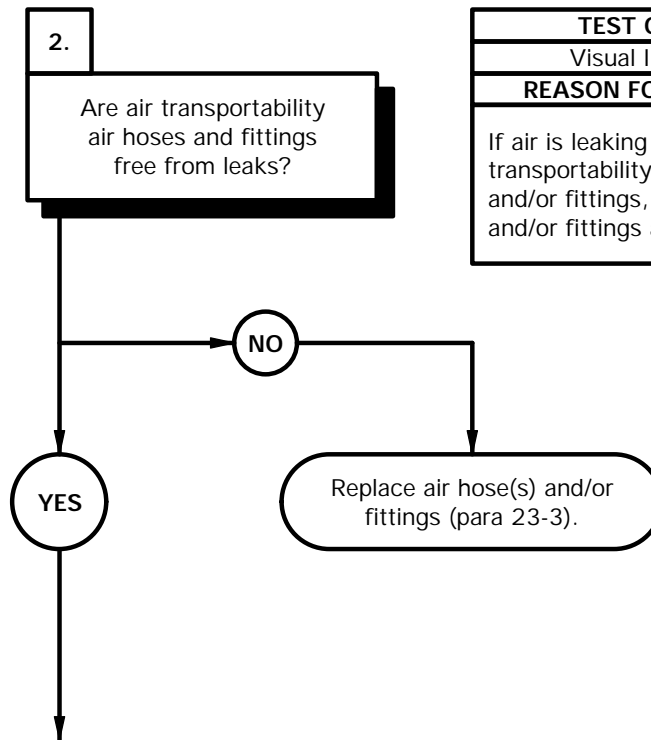 2.
Are air transportability
air hoses and fittings
free from leaks?
TEST
Visual
REASON
If air is leaking
transportability
and/or fittings,
and/or fittings
NO
YES
Replace air hose(s) and/or
fittings (para 23-3).